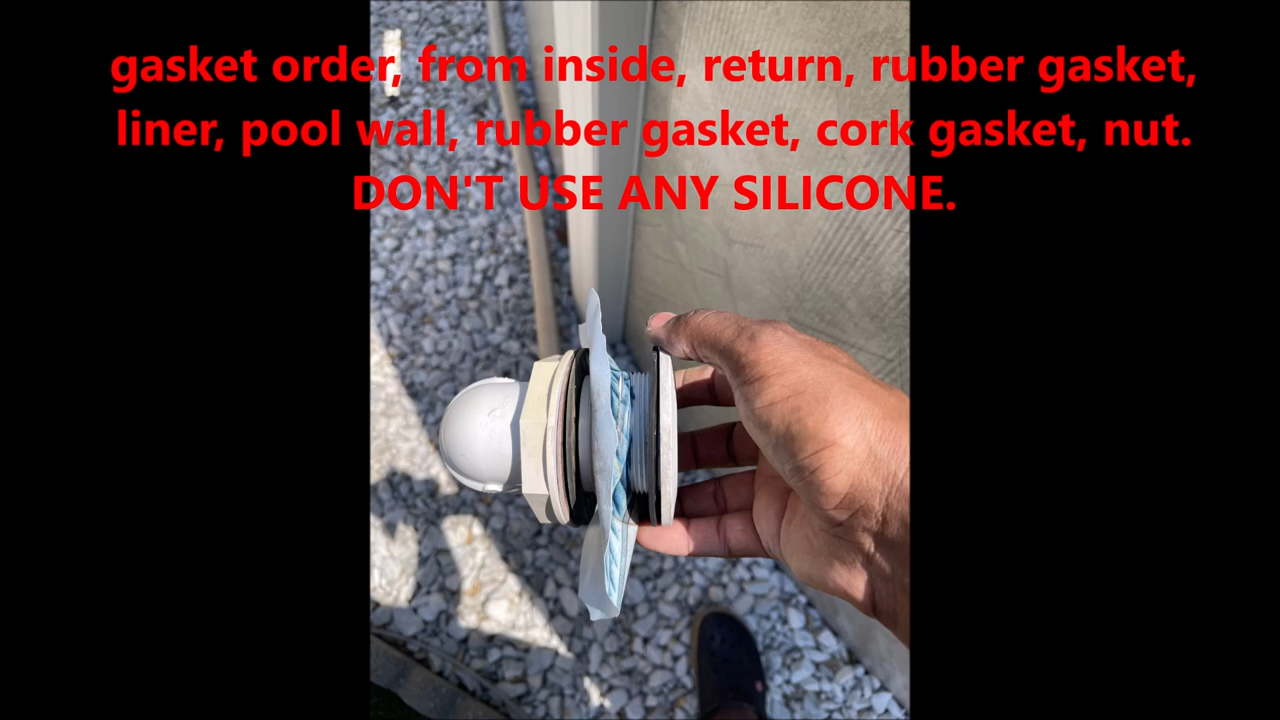 gasket order, from inside, return, rubber gasket,
liner, pool wall, rubber gasket, cork gasket, nut.
DON'T USE ANY SILICONE.